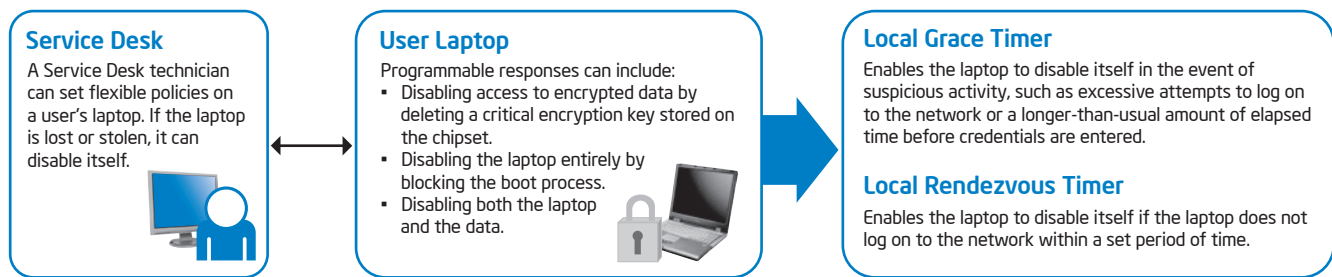 Service Desk
A Service Desk technician
can set flexible policies on
a user's laptop. If the laptop
is lost or stolen, it can
disable itself.
User Laptop
Programmable responses can include:
▪ Disabling access to encrypted data by
deleting a critical encryption key stored on
the chipset.
▪ Disabling the laptop entirely by
blocking the boot process.
▪ Disabling both the laptop
and the data.
Local Grace Timer
Enables the laptop to disable itself in the event of
suspicious activity, such as excessive attempts to log on
to the network or a longer-than-usual amount of elapsed
time before credentials are entered.
Local Rendezvous Timer
Enables the laptop to disable itself if the laptop does not
log on to the network within a set period of time.